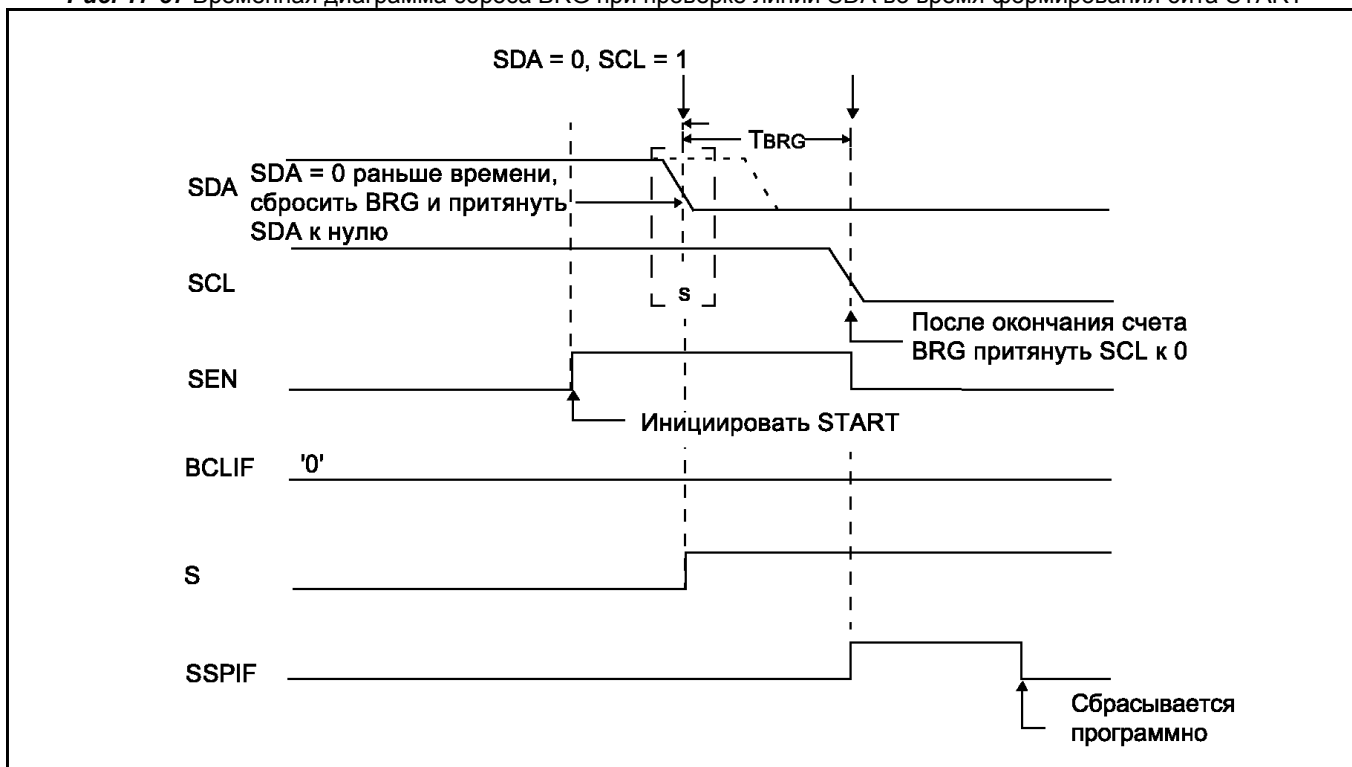 SDA = 0, SCL = 1
TBRG
SDA
SDA = 0 раньше времени,
сбросить BRG и притянуть
SDA к нулю
SCL
S
После окончания счета
BRG притянуть SCL к 0
SEN
Инициировать START
BCLIF
'0'
S
SSPIF
Сбрасывается
программно